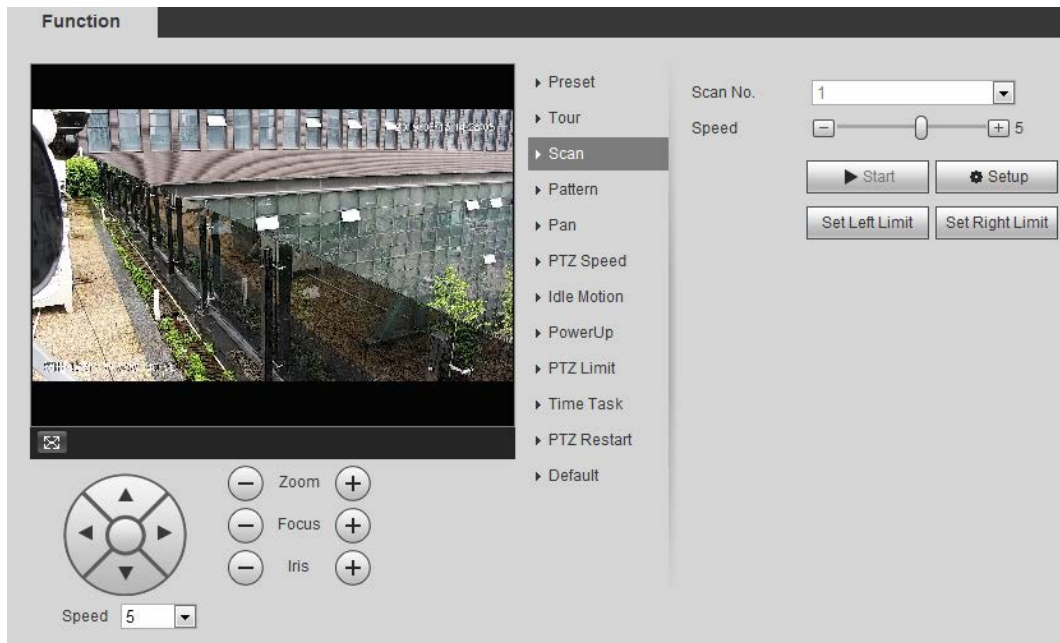 Function
Preset
Tour
Scan
Pattern
Pan
PTZ Speed
Idle Motion
PowerUp
PTZ Limit
Time Task
PTZ Restart
Default
Scan No. 1
Speed 5
Start Setup
Set Left Limit Set Right Limit
Zoom
Focus
Iris
Speed 5